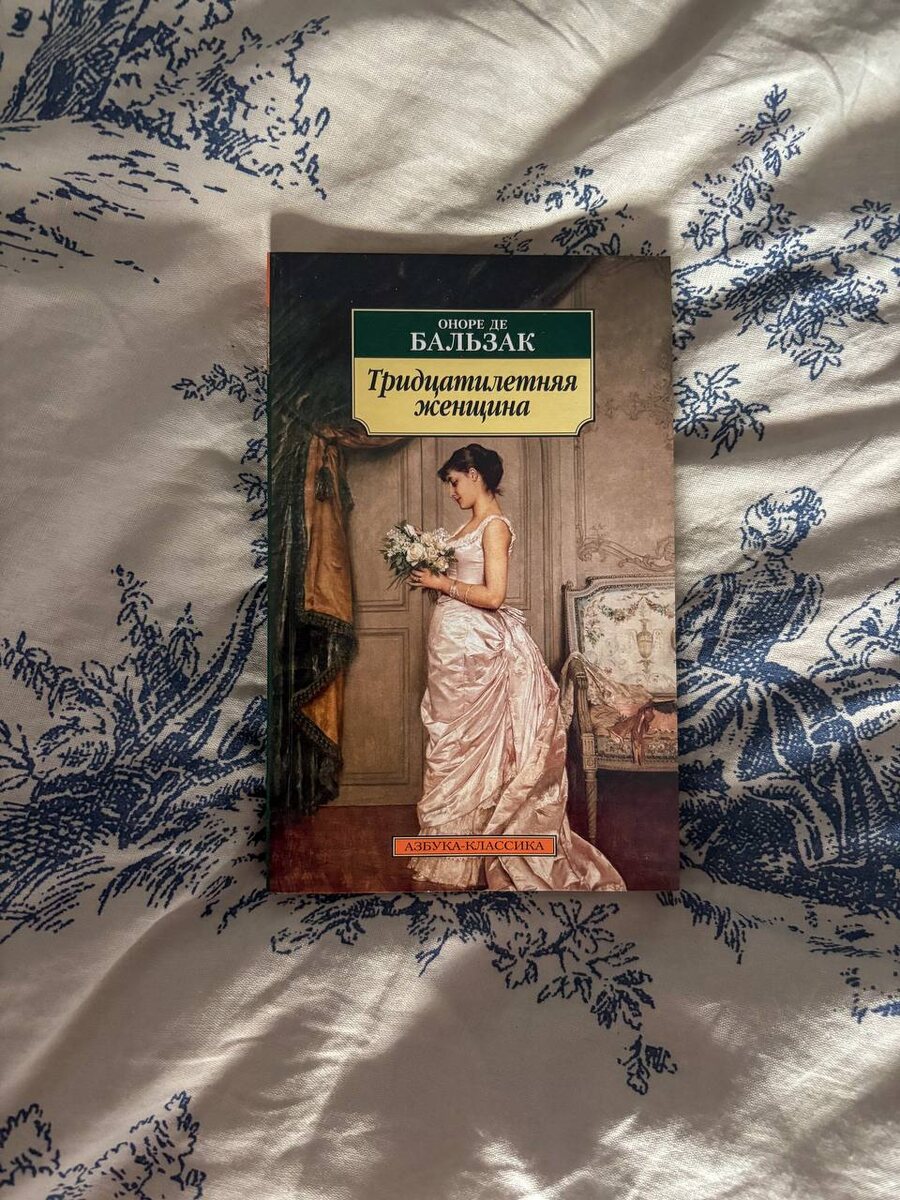 ОНОРЕ ДЕ
БАЛЬЗАК
Тридцатилетняя
женщина
АЗБУКА-КЛАССИКА